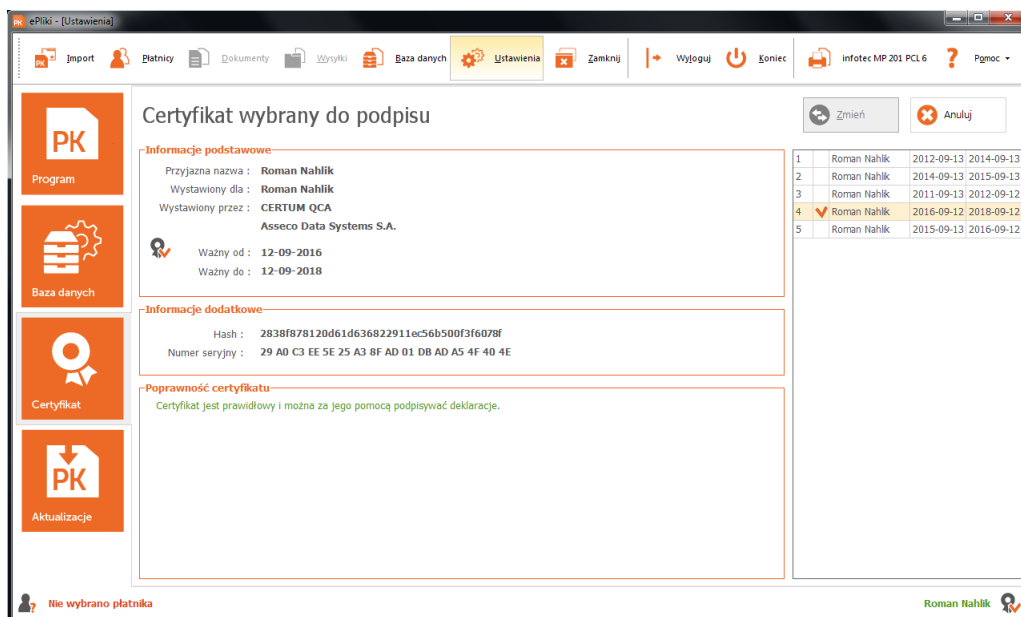 PK ePliki - [Ustawienia]
PK Import Płatnicy Dokumenty Wysyłki Baza danych Ustawienia Zamknij Wyloguj Koniec infotec MP 201 PCL 6 ? Pomoc
PK
Program
Baza danych
Certyfikat
PK
Aktualizacje
Certyfikat wybrany do podpisu
Zmień Anuluj
Informacje podstawowe
Przyjazna nazwa : Roman Nahlik
Wystawiony dla : Roman Nahlik
Wystawiony przez : CERTUM QCA
Asseco Data Systems S.A.
Ważny od : 12-09-2016
Ważny do : 12-09-2018
Informacje dodatkowe
Hash : 2838f878120d61d636822911ec56b500f3f6078f
Numer seryjny : 29 A0 C3 EE 5E 25 A3 8F AD 01 DB AD A5 4F 40 4E
Poprawność certyfikatu
Certyfikat jest prawidłowy i można za jego pomocą podpisywać deklaracje.
1 Roman Nahlik 2012-09-13 2014-09-13
2 Roman Nahlik 2014-09-13 2015-09-13
3 Roman Nahlik 2011-09-13 2012-09-12
4 Roman Nahlik 2016-09-12 2018-09-12
5 Roman Nahlik 2015-09-13 2016-09-12
? Nie wybrano płatnika
Roman Nahlik